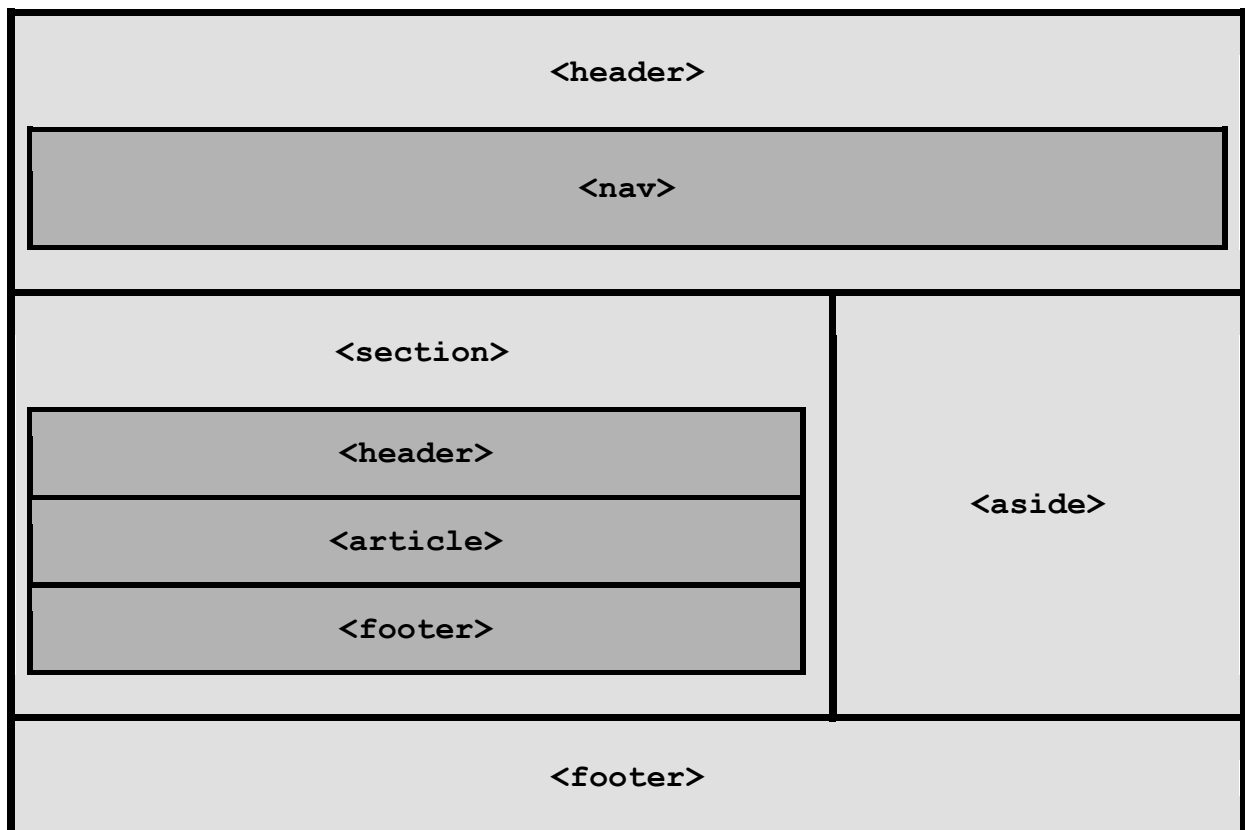 <header>
<nav>
<section>
<header>
<article>
<footer>
<aside>
<footer>